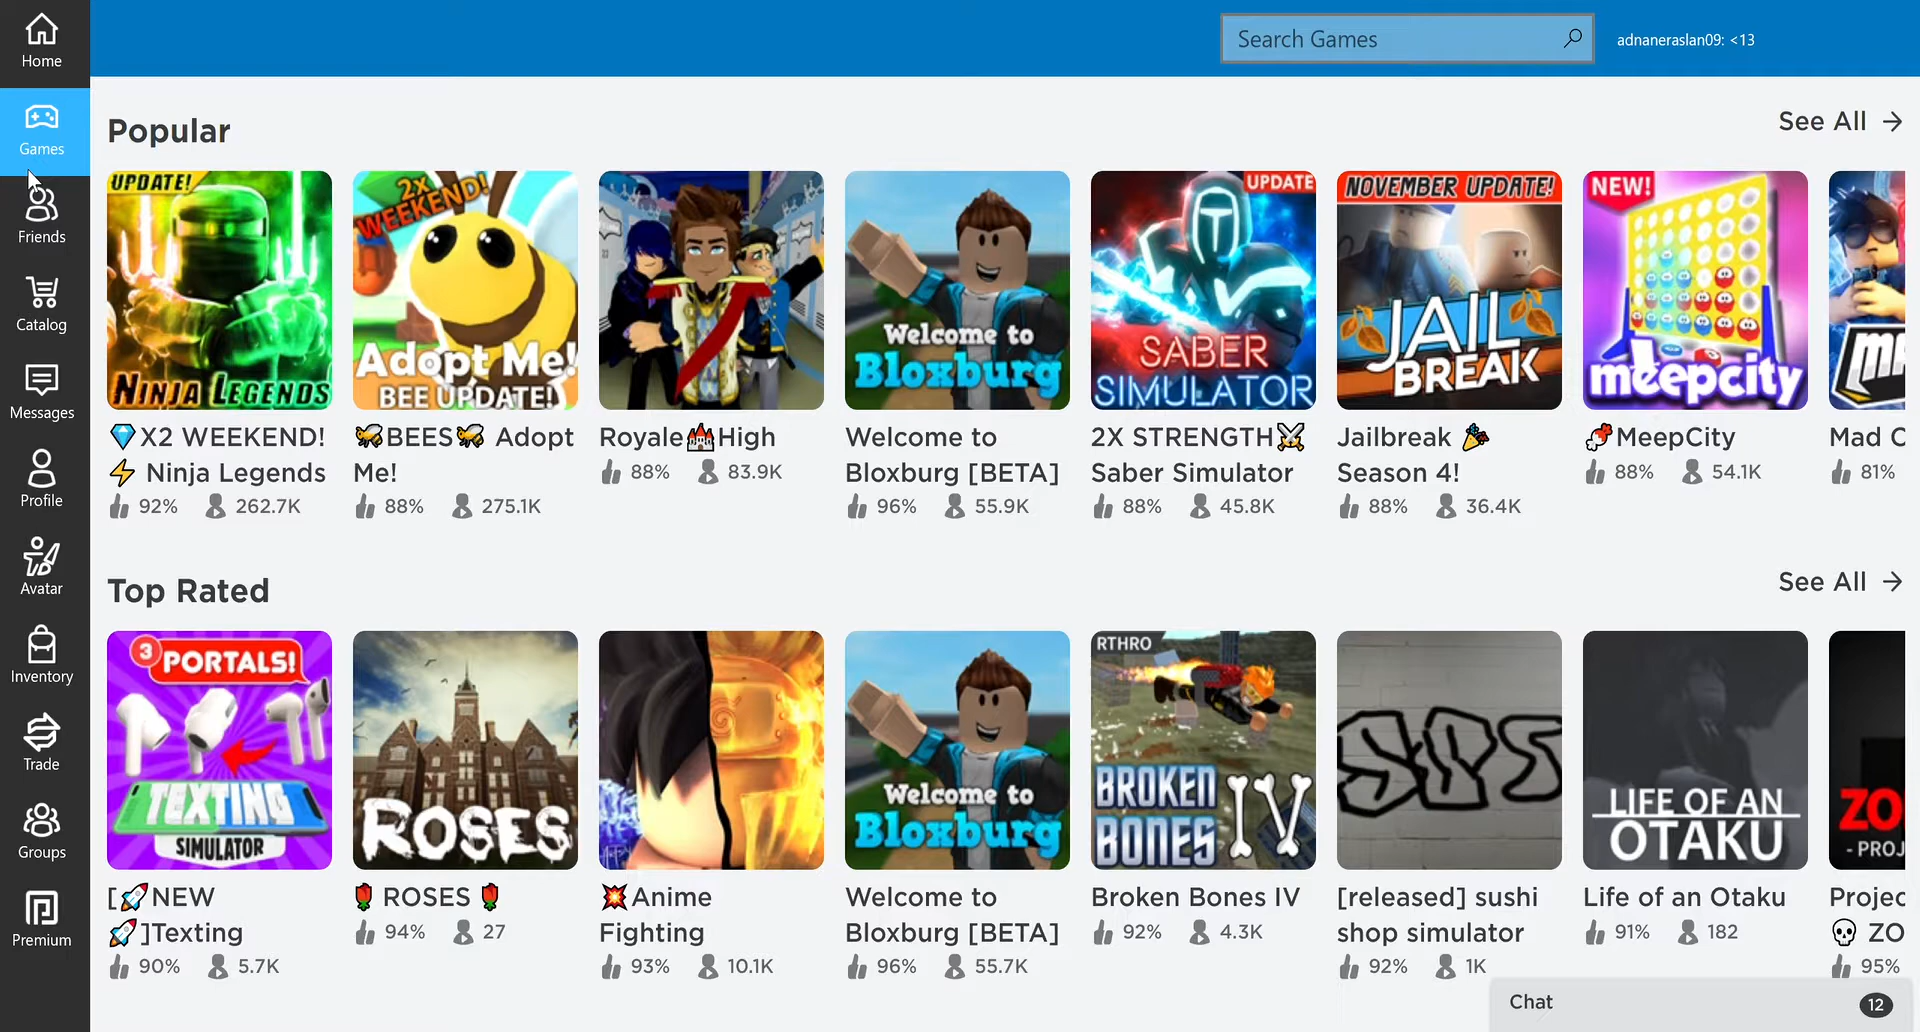 Home
Games
Friends
Catalog
Messages
Profile
Avatar
Inventory
Trade
Groups
Premium
Search Games
adnaneraslan09: <13
Popular
See All →
UPDATE!
NINJA LEGENDS
2X
WEEKEND!
Adopt Me!
BEE UPDATE!
Welcome to
Bloxburg
UPDATE
SABER
SIMULATOR
NOVEMBER UPDATE!
JAIL
BREAK
NEW!
meepcity
💎X2 WEEKEND!
⚡ Ninja Legends
92% 262.7K
🐝BEES🐝 Adopt
Me!
88% 275.1K
Royale🏰High
88% 83.9K
Welcome to
Bloxburg [BETA]
96% 55.9K
2X STRENGTH⚔️
Saber Simulator
88% 45.8K
Jailbreak 🎉
Season 4!
88% 36.4K
MeepCity
88% 54.1K
Mad C
81%
Top Rated
See All →
3 PORTALS!
TEXTING
SIMULATOR
ROSES
Welcome to
Bloxburg
RTHRO
BROKEN
BONES IV
SOS
LIFE OF AN
OTAKU
ZO
- PROJ
[🚀NEW
🚀]Texting
90% 5.7K
🌹 ROSES 🌹
94% 27
💥Anime
Fighting
93% 10.1K
Welcome to
Bloxburg [BETA]
96% 55.7K
Broken Bones IV
92% 4.3K
[released] sushi
shop simulator
92% 1K
Life of an Otaku
91% 182
Projec
💀 ZO
95%
Chat
12